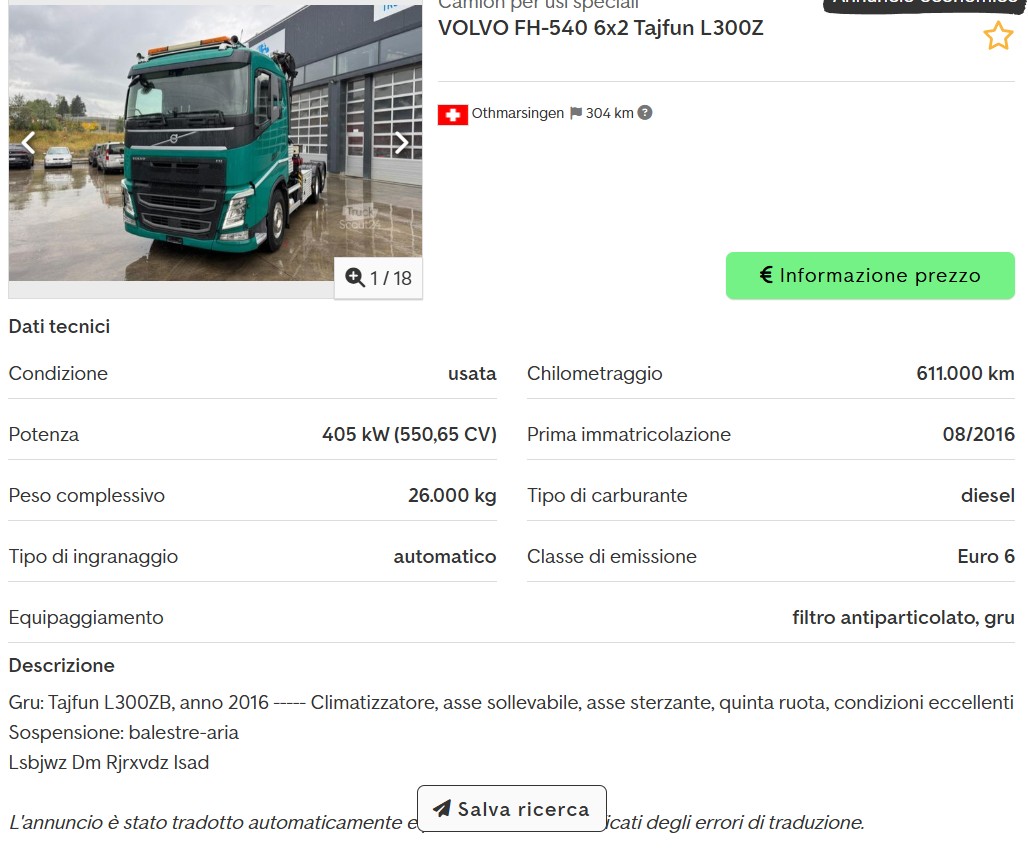 Camion per usi speciali
Annuncio economico
VOLVO FH-540 6x2 Tajfun L300Z
Othmarsingen 304 km ?
Truck
Scout24
1 / 18
€ Informazione prezzo
Dati tecnici
Condizione usata
Chilometraggio 611.000 km
Potenza 405 kW (550,65 CV)
Prima immatricolazione 08/2016
Peso complessivo 26.000 kg
Tipo di carburante diesel
Tipo di ingranaggio automatico
Classe di emissione Euro 6
Equipaggiamento filtro antiparticolato, gru
Descrizione
Gru: Tajfun L300ZB, anno 2016 ----- Climatizzatore, asse sollevabile, asse sterzante, quinta ruota, condizioni eccellenti
Sospensione: balestre-aria
Lsbjwz Dm Rjrxvdz Isad
Salva ricerca
L'annuncio è stato tradotto automaticamente e icati degli errori di traduzione.